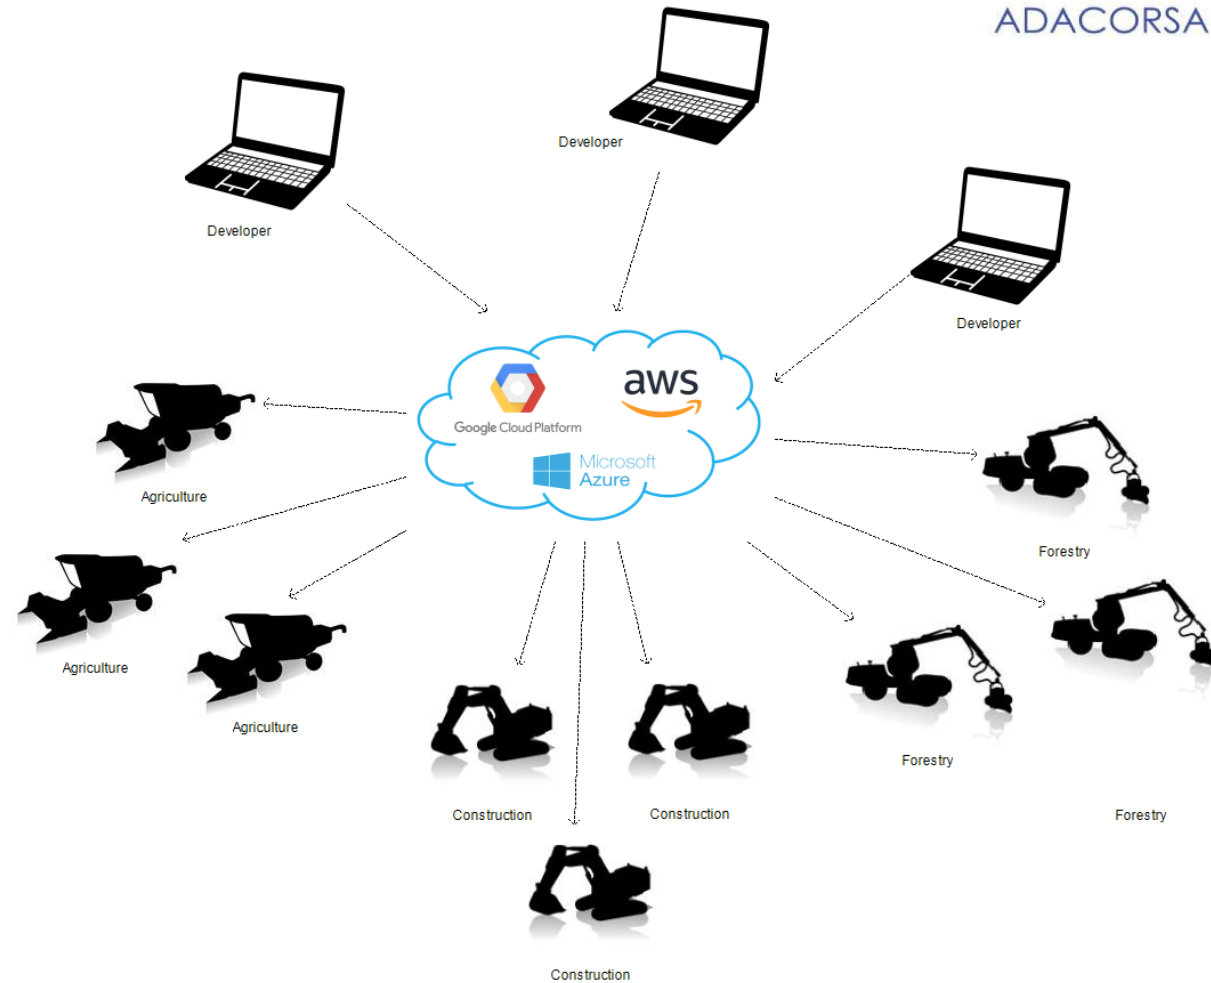 ADACORSA
Developer
Developer
Developer
aws
Google Cloud Platform
Microsoft
Azure
Agriculture
Forestry
Agriculture
Agriculture
Forestry
Construction
Construction
Forestry
Construction